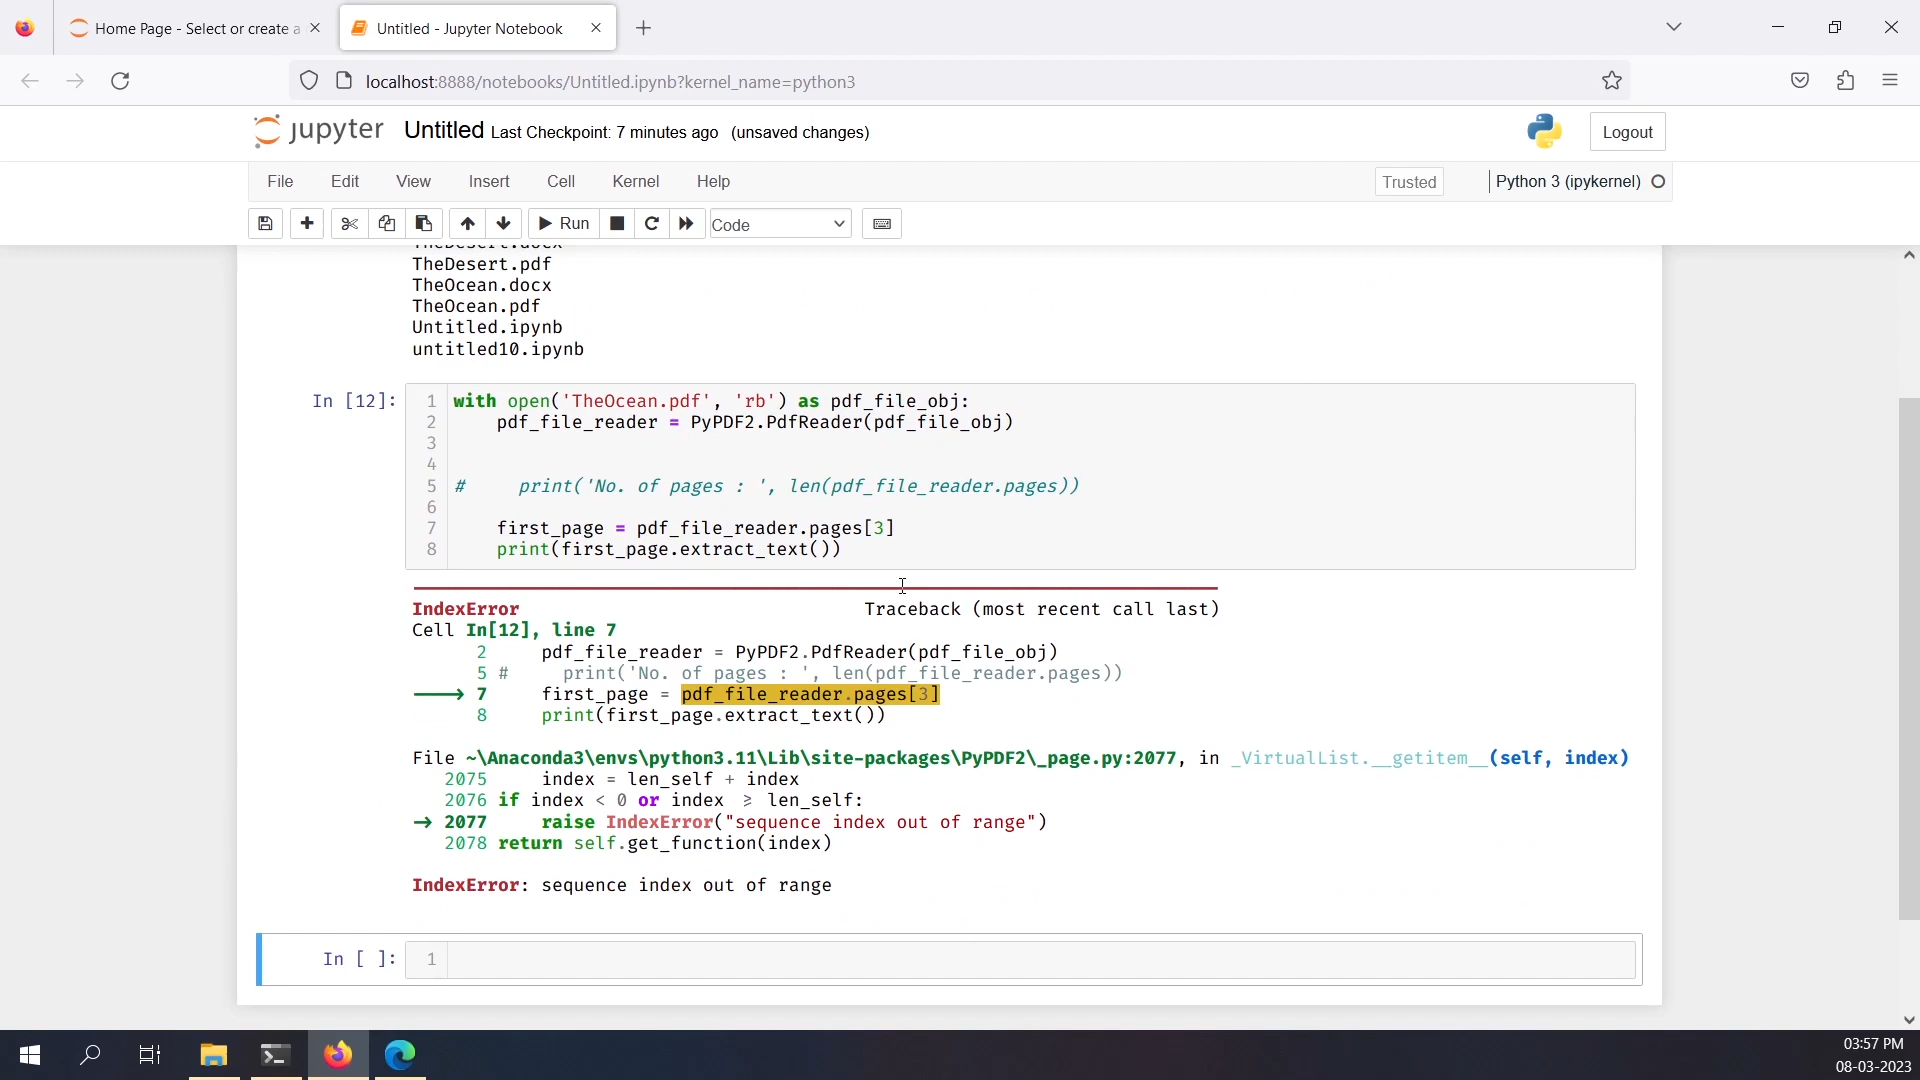 Home Page - Select or create a
Untitled - Jupyter Notebook
localhost:8888/notebooks/Untitled.ipynb?kernel_name=python3
jupyter Untitled Last Checkpoint: 7 minutes ago (unsaved changes)
Logout
File Edit View Insert Cell Kernel Help
Trusted
Python 3 (ipykernel)
Run
Code
TheDesert.docx
TheDesert.pdf
TheOcean.docx
TheOcean.pdf
Untitled.ipynb
untitled10.ipynb
In [12]:
1 with open('TheOcean.pdf', 'rb') as pdf_file_obj:
2     pdf_file_reader = PyPDF2.PdfReader(pdf_file_obj)
3
4
5 #     print('No. of pages : ', len(pdf_file_reader.pages))
6
7     first_page = pdf_file_reader.pages[3]
8     print(first_page.extract_text())
IndexError Traceback (most recent call last)
Cell In[12], line 7
2     pdf_file_reader = PyPDF2.PdfReader(pdf_file_obj)
5 #     print('No. of pages : ', len(pdf_file_reader.pages))
→ 7     first_page = pdf_file_reader.pages[3]
8     print(first_page.extract_text())
File ~\Anaconda3\envs\python3.11\Lib\site-packages\PyPDF2\_page.py:2077, in _VirtualList.__getitem__(self, index)
2075     index = len_self + index
2076 if index < 0 or index ≥ len_self:
→ 2077     raise IndexError("sequence index out of range")
2078 return self.get_function(index)
IndexError: sequence index out of range
In [ ]:
1
03:57 PM
08-03-2023